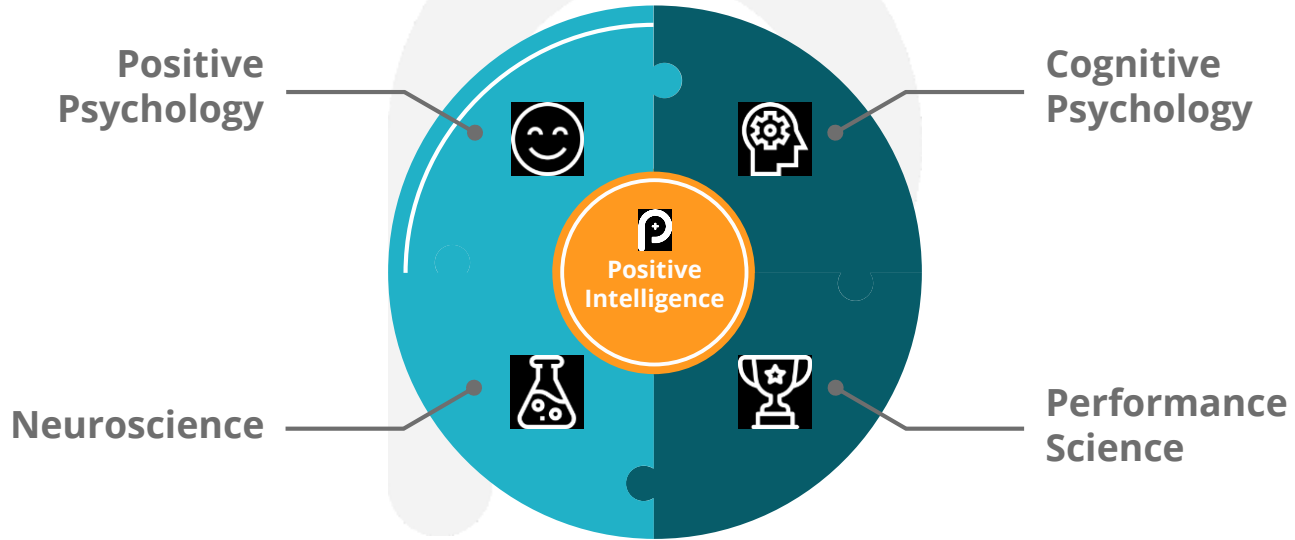 Positive
Psychology
Cognitive
Psychology
Positive
Intelligence
Neuroscience
Performance
Science